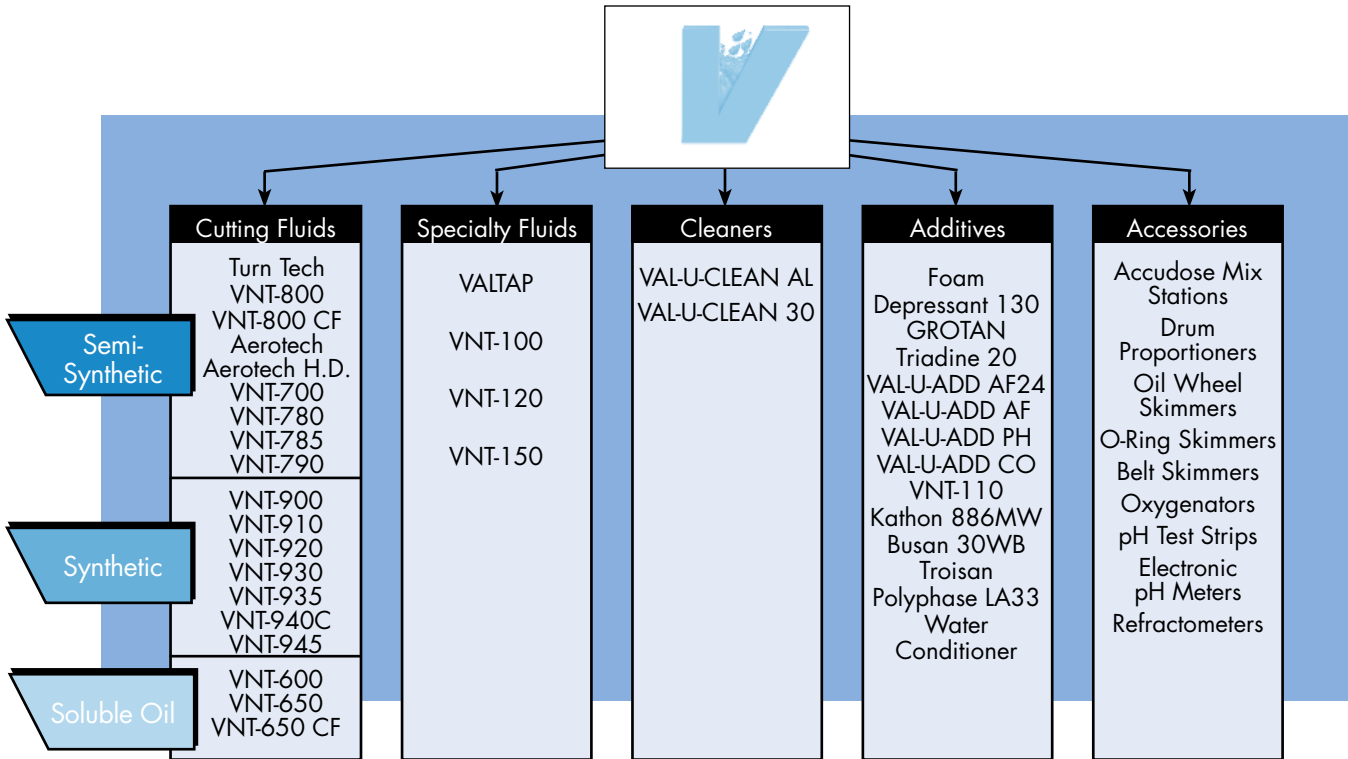 Cutting Fluids
Semi-
Synthetic
Turn Tech
VNT-800
VNT-800 CF
Aerotech
Aerotech H.D.
VNT-700
VNT-780
VNT-785
VNT-790
Synthetic
VNT-900
VNT-910
VNT-920
VNT-930
VNT-935
VNT-940C
VNT-945
Soluble Oil
VNT-600
VNT-650
VNT-650 CF
Specialty Fluids
VALTAP
VNT-100
VNT-120
VNT-150
Cleaners
VAL-U-CLEAN AL
VAL-U-CLEAN 30
Additives
Foam
Depressant 130
GROTAN
Triadine 20
VAL-U-ADD AF24
VAL-U-ADD AF
VAL-U-ADD PH
VAL-U-ADD CO
VNT-110
Kathon 886MW
Busan 30WB
Troisan
Polyphase LA33
Water
Conditioner
Accessories
Accudose Mix
Stations
Drum
Proportioners
Oil Wheel
Skimmers
O-Ring Skimmers
Belt Skimmers
Oxygenators
pH Test Strips
Electronic
pH Meters
Refractometers